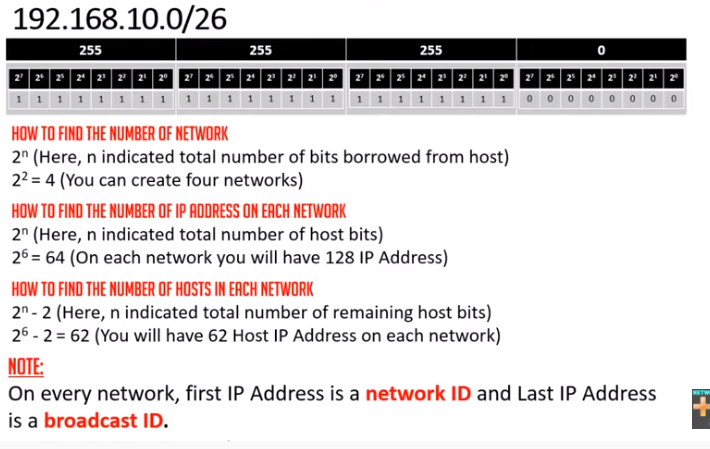 192.168.10.0/26
255 255 255 0
2⁷ 2⁶ 2⁵ 2⁴ 2³ 2² 2¹ 2⁰ 2⁷ 2⁶ 2⁵ 2⁴ 2³ 2² 2¹ 2⁰ 2⁷ 2⁶ 2⁵ 2⁴ 2³ 2² 2¹ 2⁰ 2⁷ 2⁶ 2⁵ 2⁴ 2³ 2² 2¹ 2⁰
1 1 1 1 1 1 1 1 1 1 1 1 1 1 1 1 1 1 1 1 1 1 1 1 0 0 0 0 0 0 0 0
HOW TO FIND THE NUMBER OF NETWORK
2ⁿ (Here, n indicated total number of bits borrowed from host)
2² = 4 (You can create four networks)
HOW TO FIND THE NUMBER OF IP ADDRESS ON EACH NETWORK
2ⁿ (Here, n indicated total number of host bits)
2⁶ = 64 (On each network you will have 128 IP Address)
HOW TO FIND THE NUMBER OF HOSTS IN EACH NETWORK
2ⁿ - 2 (Here, n indicated total number of remaining host bits)
2⁶ - 2 = 62 (You will have 62 Host IP Address on each network)
NOTE:
On every network, first IP Address is a network ID and Last IP Address
is a broadcast ID.